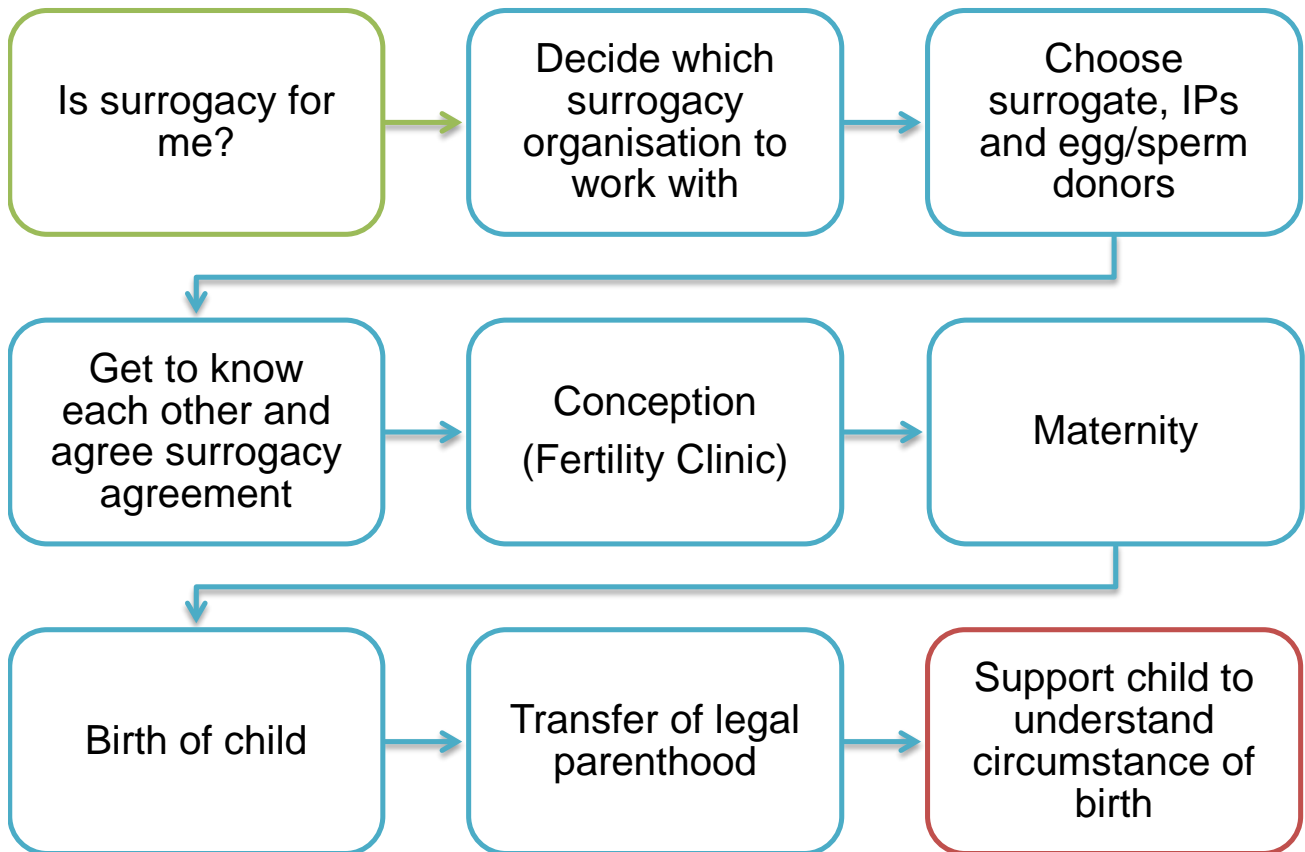 Is surrogacy for
me?
Decide which
surrogacy
organisation to
work with
Choose
surrogate, IPs
and egg/sperm
donors
Get to know
each other and
agree surrogacy
agreement
Conception
(Fertility Clinic)
Maternity
Birth of child
Transfer of legal
parenthood
Support child to
understand
circumstance of
birth